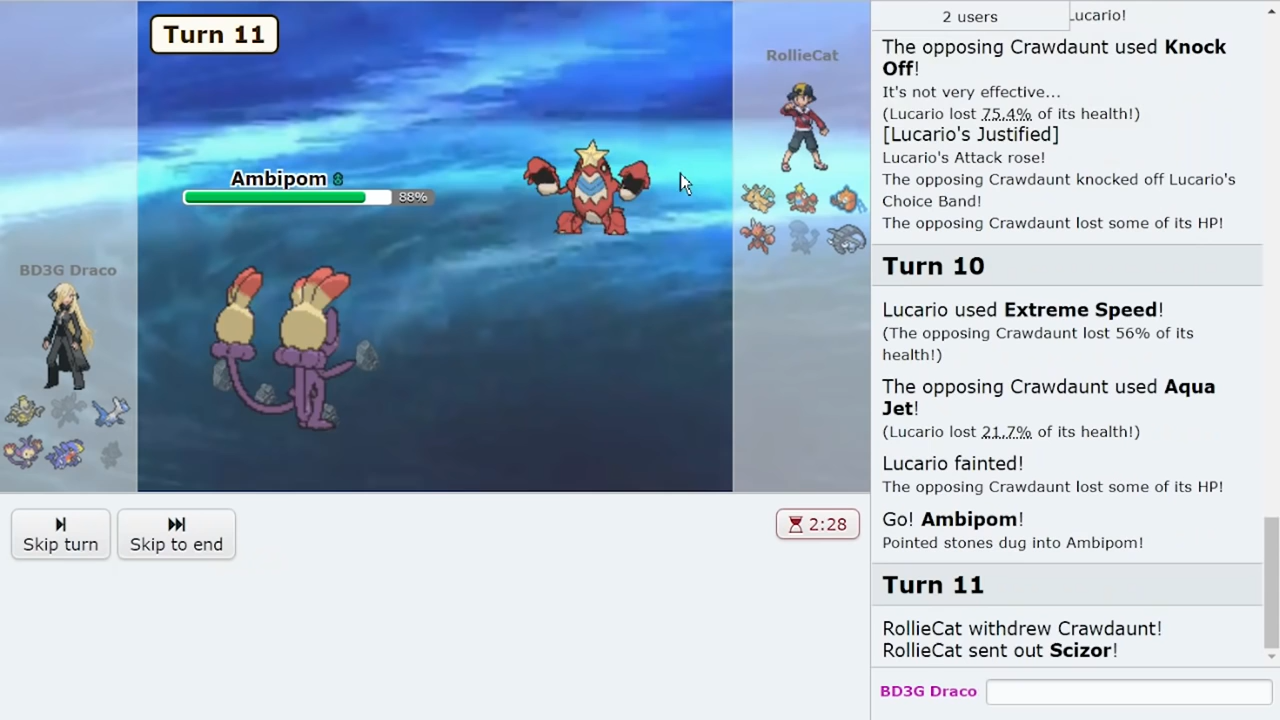 Turn 11
RollieCat
Ambipom
88%
BD3G Draco
Skip turn
Skip to end
2:28
2 users
Lucario!
The opposing Crawdaunt used Knock
Off!
It's not very effective...
(Lucario lost 75.4% of its health!)
[Lucario's Justified]
Lucario's Attack rose!
The opposing Crawdaunt knocked off Lucario's
Choice Band!
The opposing Crawdaunt lost some of its HP!
Turn 10
Lucario used Extreme Speed!
(The opposing Crawdaunt lost 56% of its
health!)
The opposing Crawdaunt used Aqua
Jet!
(Lucario lost 21.7% of its health!)
Lucario fainted!
The opposing Crawdaunt lost some of its HP!
Go! Ambipom!
Pointed stones dug into Ambipom!
Turn 11
RollieCat withdrew Crawdaunt!
RollieCat sent out Scizor!
BD3G Draco